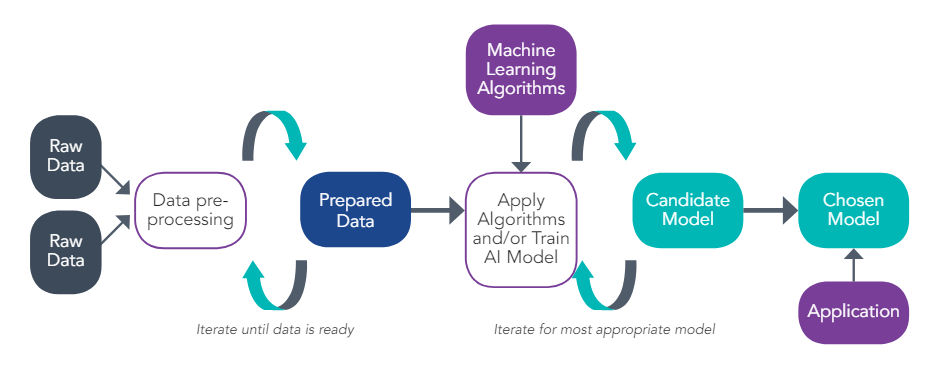 Machine
Learning
Algorithms
Raw
Data
Raw
Data
Data pre-
processing
Prepared
Data
Apply
Algorithms
and/or Train
AI Model
Candidate
Model
Chosen
Model
Application
Iterate until data is ready
Iterate for most appropriate model